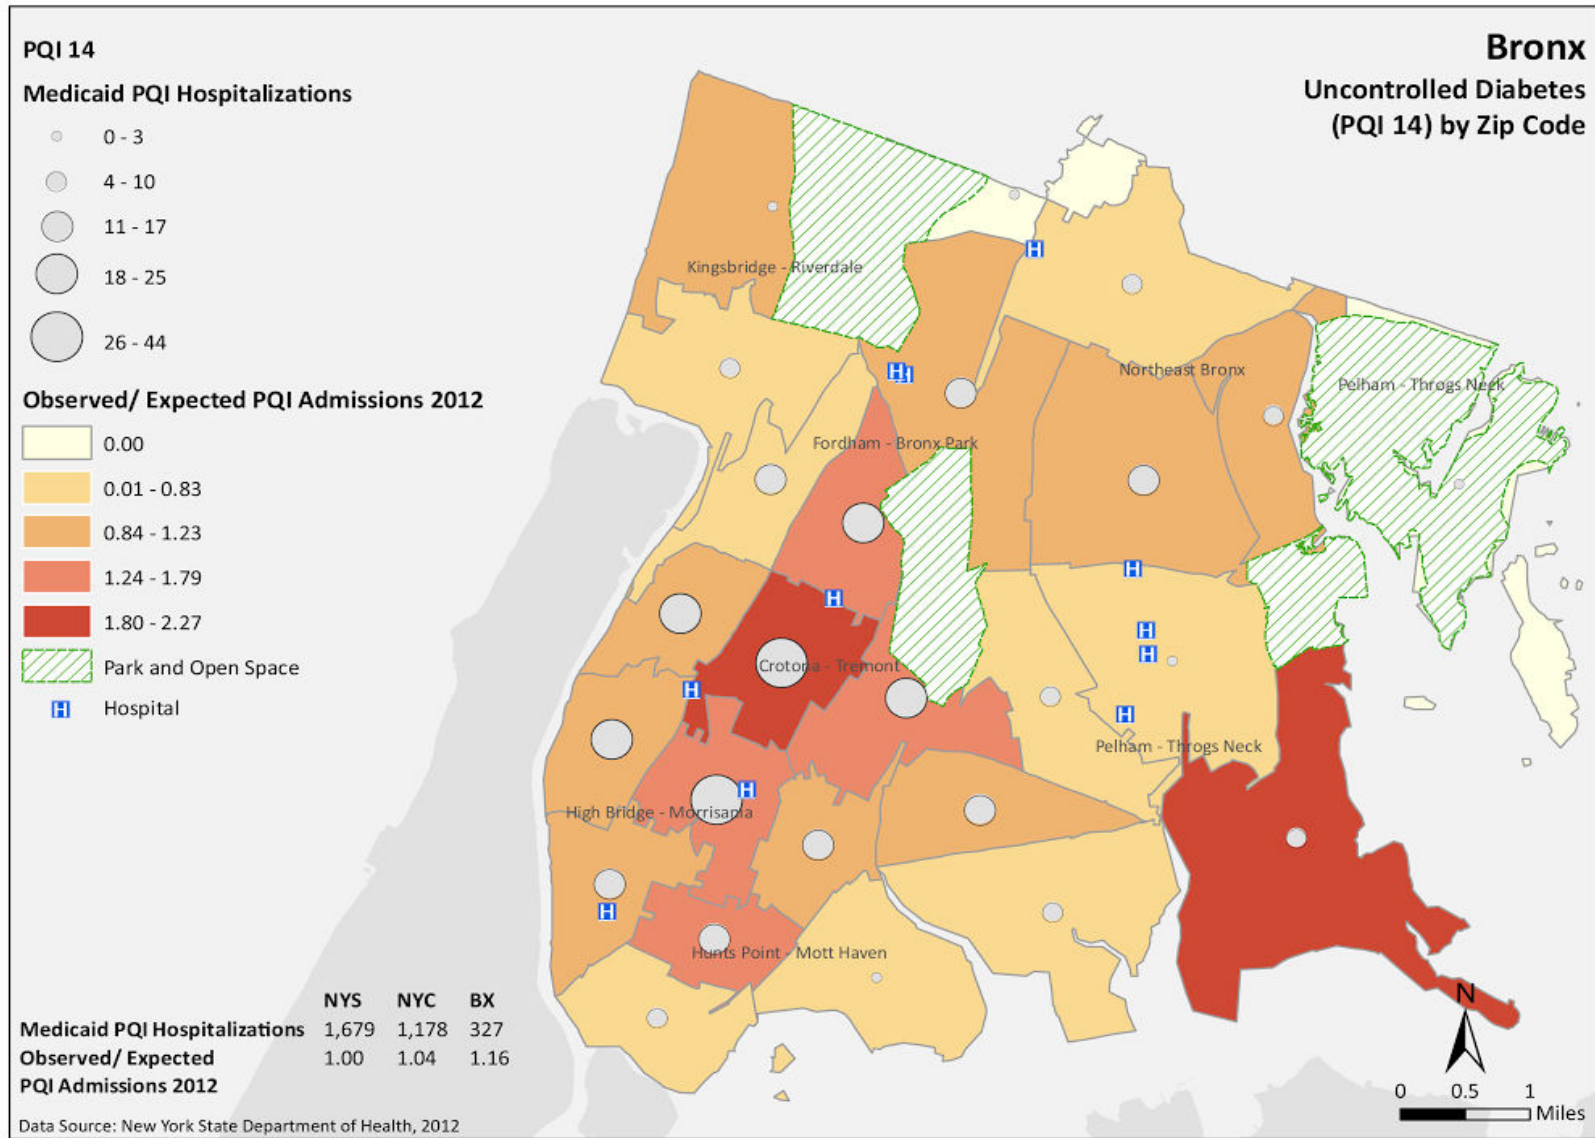 PQI 14
Medicaid PQI Hospitalizations
0 - 3
4 - 10
11 - 17
18 - 25
26 - 44
Observed/ Expected PQI Admissions 2012
0.00
0.01 - 0.83
0.84 - 1.23
1.24 - 1.79
1.80 - 2.27
Park and Open Space
H Hospital
Bronx
Uncontrolled Diabetes
(PQI 14) by Zip Code
H
Kingsbridge - Riverdale
H H
Northeast Bronx
Pelham - Throgs Neck
Fordham - Bronx Park
H
H
H
H
Crotona - Tremont
H
H
Pelham - Throgs Neck
H
High Bridge - Morrisania
H
Hunts Point - Mott Haven
NYS NYC BX
Medicaid PQI Hospitalizations 1,679 1,178 327
Observed/ Expected 1.00 1.04 1.16
PQI Admissions 2012
Data Source: New York State Department of Health, 2012
N
0 0.5 1
Miles